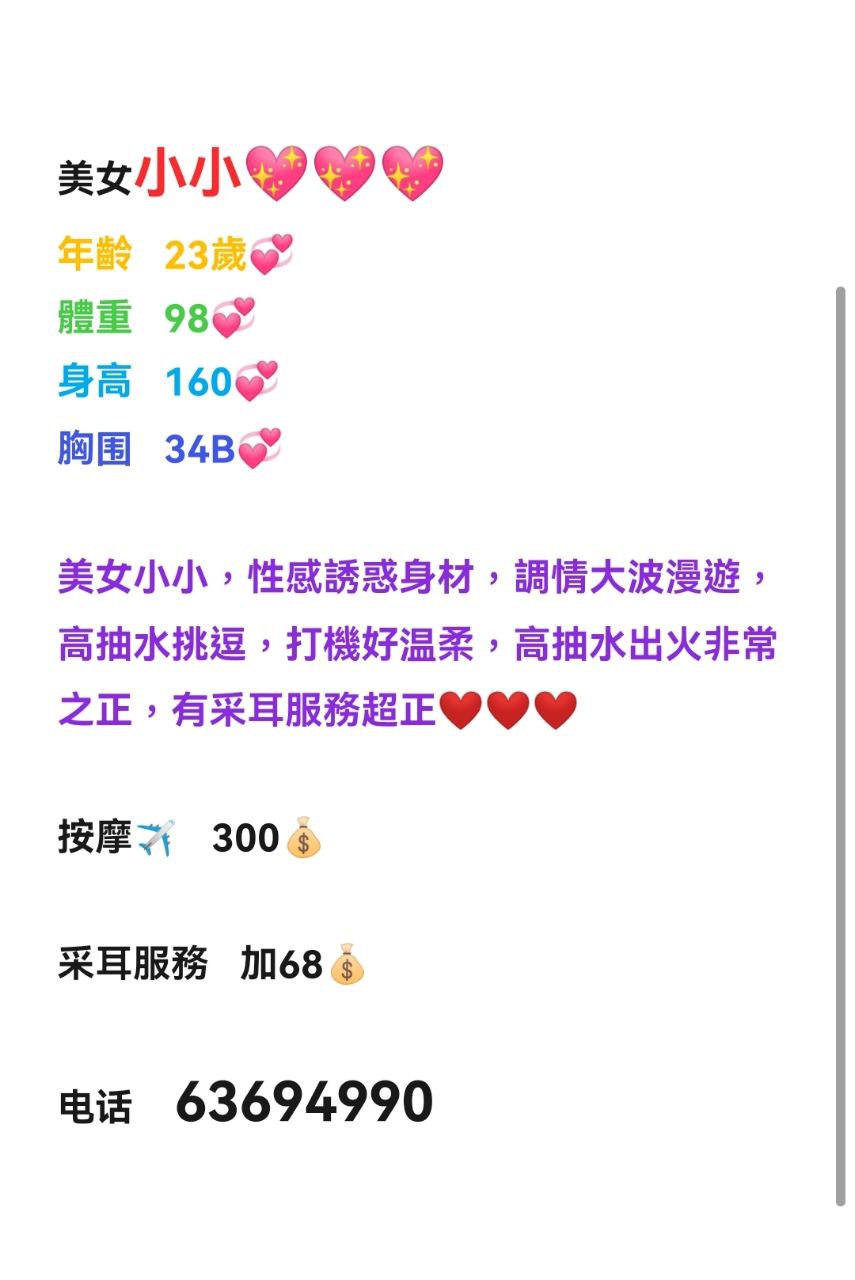 美女小小💖💖💖
年齡 23歲💞
體重 98💞
身高 160💞
胸围 34B💞
美女小小，性感誘惑身材，調情大波漫遊，
高抽水挑逗，打機好温柔，高抽水出火非常
之正，有采耳服務超正❤️❤️❤️
按摩✈️ 300💰
采耳服務 加68💰
电话 63694990